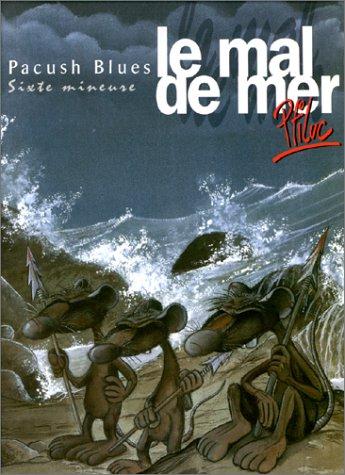 Pacush Blues
Sixte mineure
le mal
de mer
Ptiluc